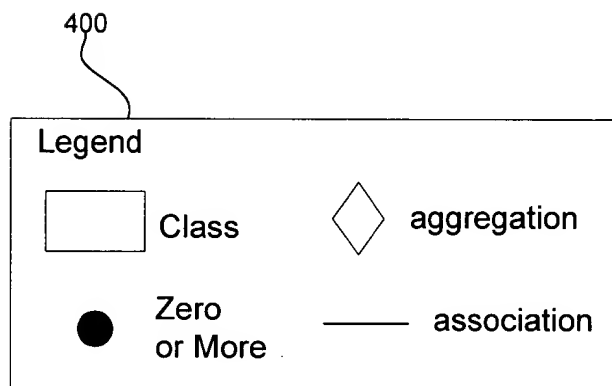 400
Legend
Class
aggregation
Zero
or More
association